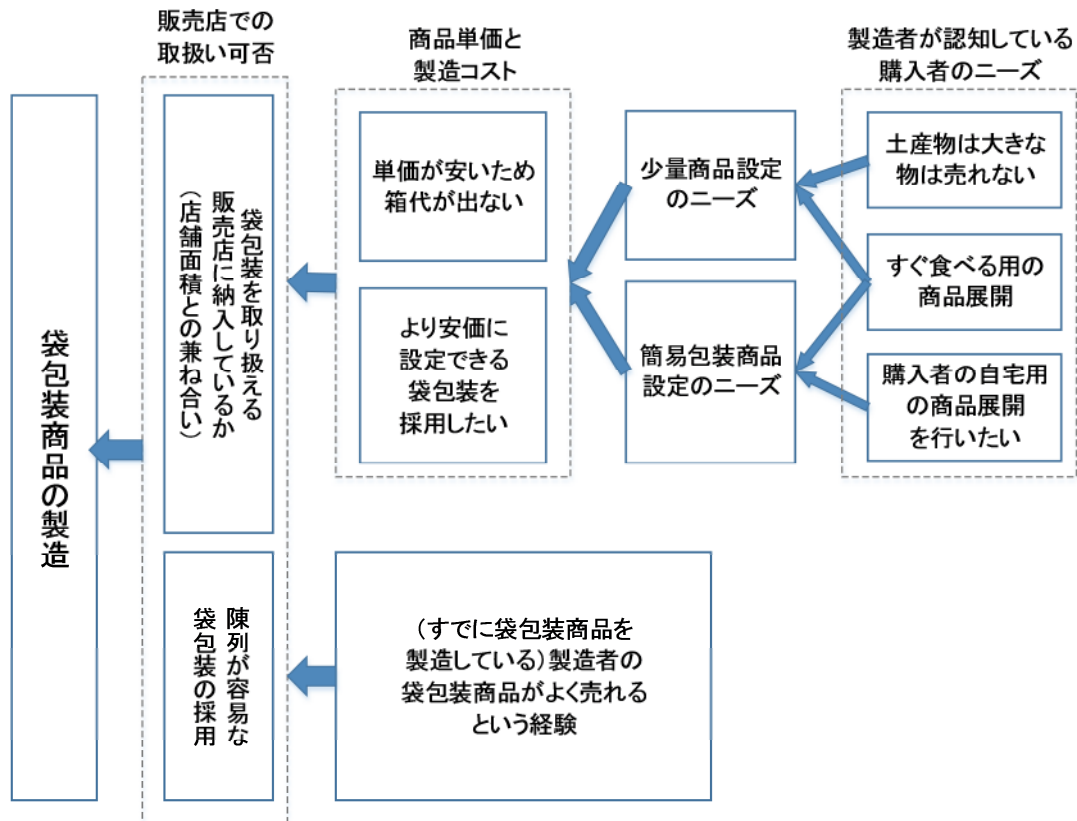 販売店での
取扱い可否
商品単価と
製造コスト
製造者が認知している
購入者のニーズ
袋包装商品の製造
袋包装を取り扱える
販売店に納入しているか
(店舗面積との兼ね合い)
単価が安いため
箱代が出ない
より安価に
設定できる
袋包装を
採用したい
少量商品設定
のニーズ
簡易包装商品
設定のニーズ
土産物は大きな
物は売れない
すぐ食べる用の
商品展開
購入者の自宅用
の商品展開
を行いたい
陳列が容易な
袋包装の採用
(すでに袋包装商品を
製造している)製造者の
袋包装商品がよく売れる
という経験